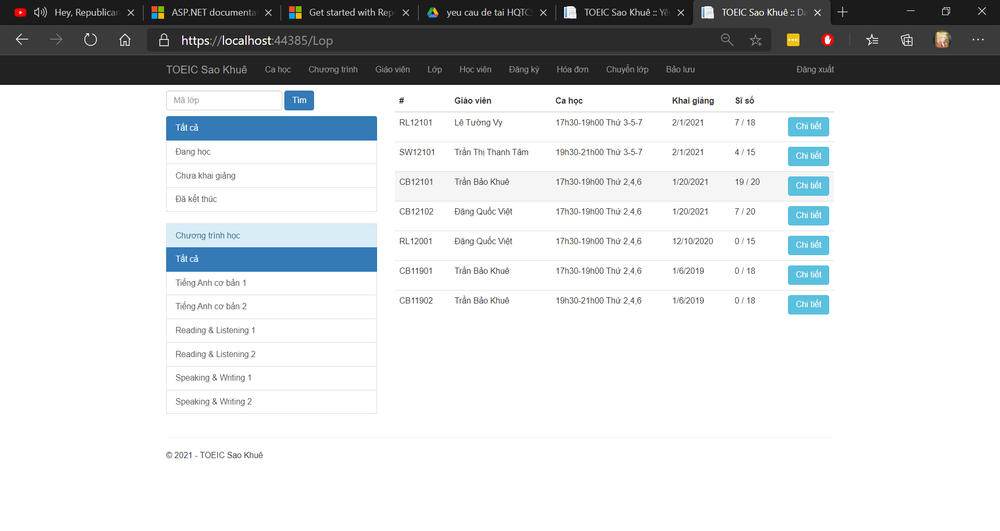 Hey, Republican
ASP.NET documenta
Get started with Rep
yeu cau de tai HQTCS
TOEIC Sao Khuê :: Yê
TOEIC Sao Khuê :: Da
https://localhost:44385/Lop
TOEIC Sao Khuê Ca học Chương trình Giáo viên Lớp Học viên Đăng ký Hóa đơn Chuyển lớp Bảo lưu Đăng xuất
Mã lớp Tìm
Tất cả
Đang học
Chưa khai giảng
Đã kết thúc
Chương trình học
Tất cả
Tiếng Anh cơ bản 1
Tiếng Anh cơ bản 2
Reading & Listening 1
Reading & Listening 2
Speaking & Writing 1
Speaking & Writing 2
# Giáo viên Ca học Khai giảng Sĩ số
RL12101 Lê Tường Vy 17h30-19h00 Thứ 3-5-7 2/1/2021 7 / 18 Chi tiết
SW12101 Trần Thị Thanh Tâm 19h30-21h00 Thứ 3-5-7 2/1/2021 4 / 15 Chi tiết
CB12101 Trần Bảo Khuê 17h30-19h00 Thứ 2,4,6 1/20/2021 19 / 20 Chi tiết
CB12102 Đặng Quốc Việt 17h30-19h00 Thứ 2,4,6 1/20/2021 7 / 20 Chi tiết
RL12001 Đặng Quốc Việt 17h30-19h00 Thứ 2,4,6 12/10/2020 0 / 15 Chi tiết
CB11901 Trần Bảo Khuê 17h30-19h00 Thứ 2,4,6 1/6/2019 0 / 18 Chi tiết
CB11902 Trần Bảo Khuê 19h30-21h00 Thứ 2,4,6 1/6/2019 0 / 18 Chi tiết
© 2021 - TOEIC Sao Khuê